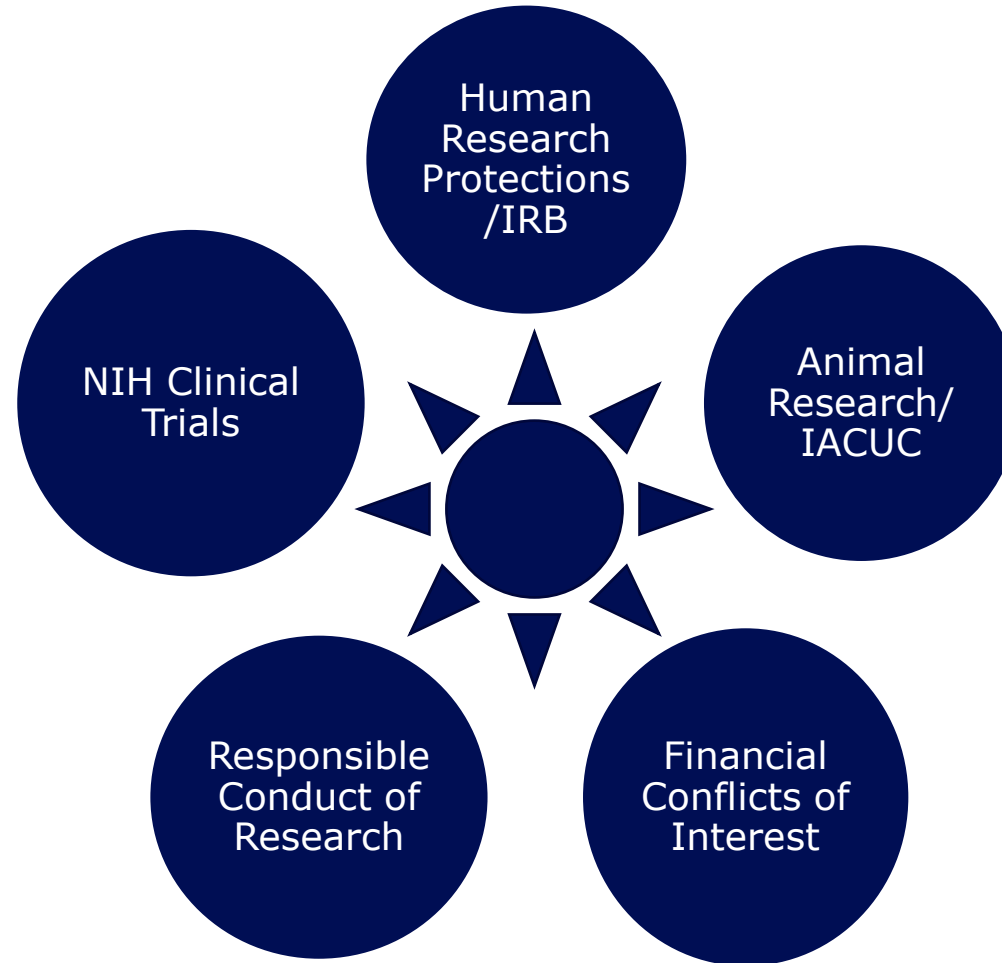 Human
Research
Protections
/IRB
NIH Clinical
Trials
Animal
Research/
IACUC
Responsible
Conduct of
Research
Financial
Conflicts of
Interest